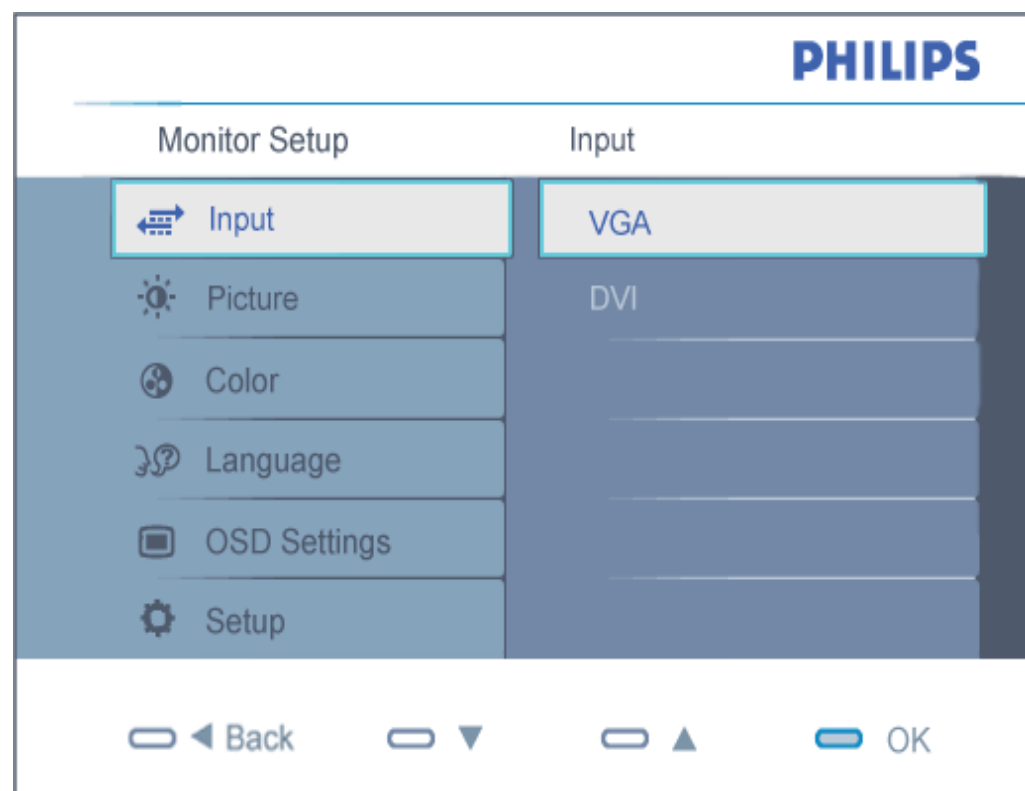 PHILIPS
Monitor Setup Input
Input VGA
Picture DVI
Color
Language
OSD Settings
Setup
Back OK